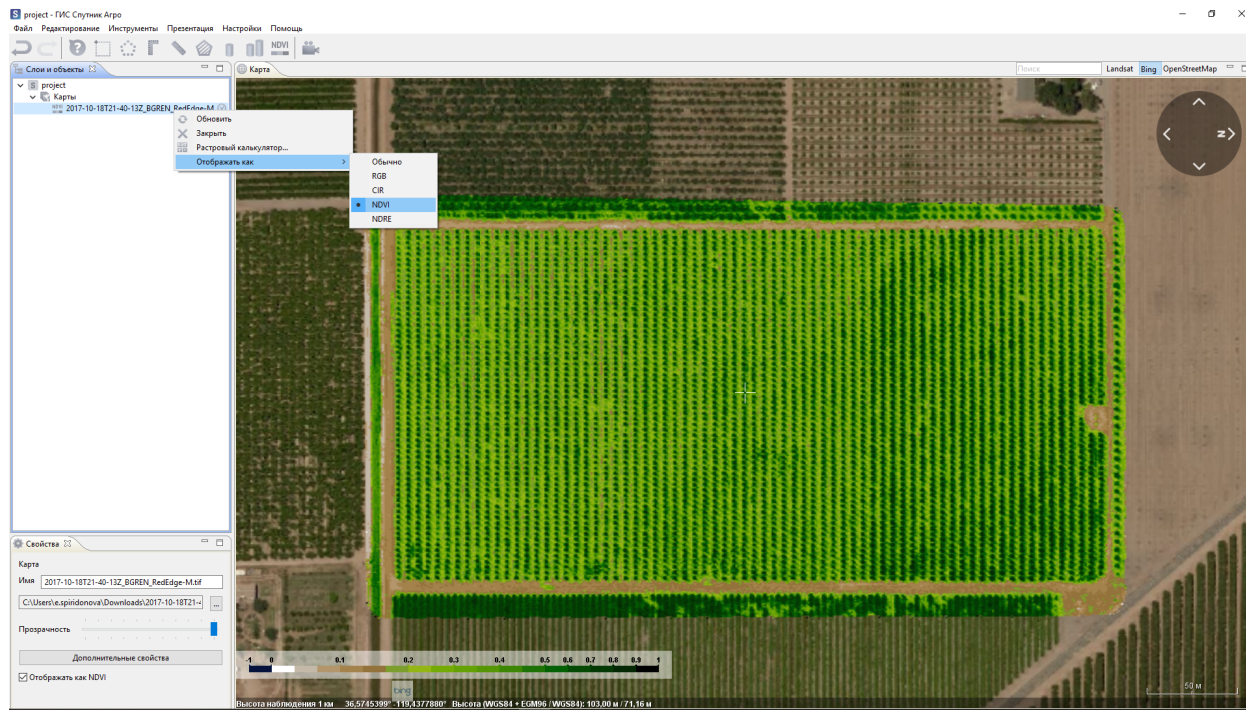 project - ГИС Спутник Агро
Файл Редактирование Инструменты Презентация Настройки Помощь
NDVI
Слои и объекты
Карта
Поиск
Landsat Bing OpenStreetMap
project
Карты
2017-10-18T21-40-13Z_BGREN_RedEdge-M
Обновить
Закрыть
Растровый калькулятор...
Отображать как
Обычно
RGB
CIR
NDVI
NDRE
N
Свойства
Карта
Имя 2017-10-18T21-40-13Z_BGREN_RedEdge-M.tif
C:\Users\e.spiridonova\Downloads\2017-10-18T21-4 ...
Прозрачность
Дополнительные свойства
Отображать как NDVI
-1 0 0.1 0.2 0.3 0.4 0.5 0.6 0.7 0.8 0.9 1
bing
50 м
Высота наблюдения 1 км 36,5745399° -119,4377880° Высота (WGS84 + EGM96 / WGS84): 103,00 м / 71,16 м